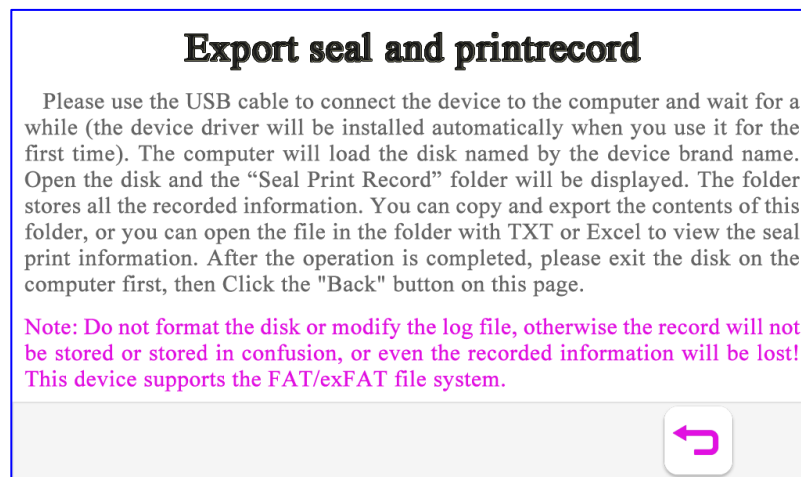 Export seal and printrecord
Please use the USB cable to connect the device to the computer and wait for a
while (the device driver will be installed automatically when you use it for the
first time). The computer will load the disk named by the device brand name.
Open the disk and the “Seal Print Record” folder will be displayed. The folder
stores all the recorded information. You can copy and export the contents of this
folder, or you can open the file in the folder with TXT or Excel to view the seal
print information. After the operation is completed, please exit the disk on the
computer first, then Click the "Back" button on this page.
Note: Do not format the disk or modify the log file, otherwise the record will not
be stored or stored in confusion, or even the recorded information will be lost!
This device supports the FAT/exFAT file system.